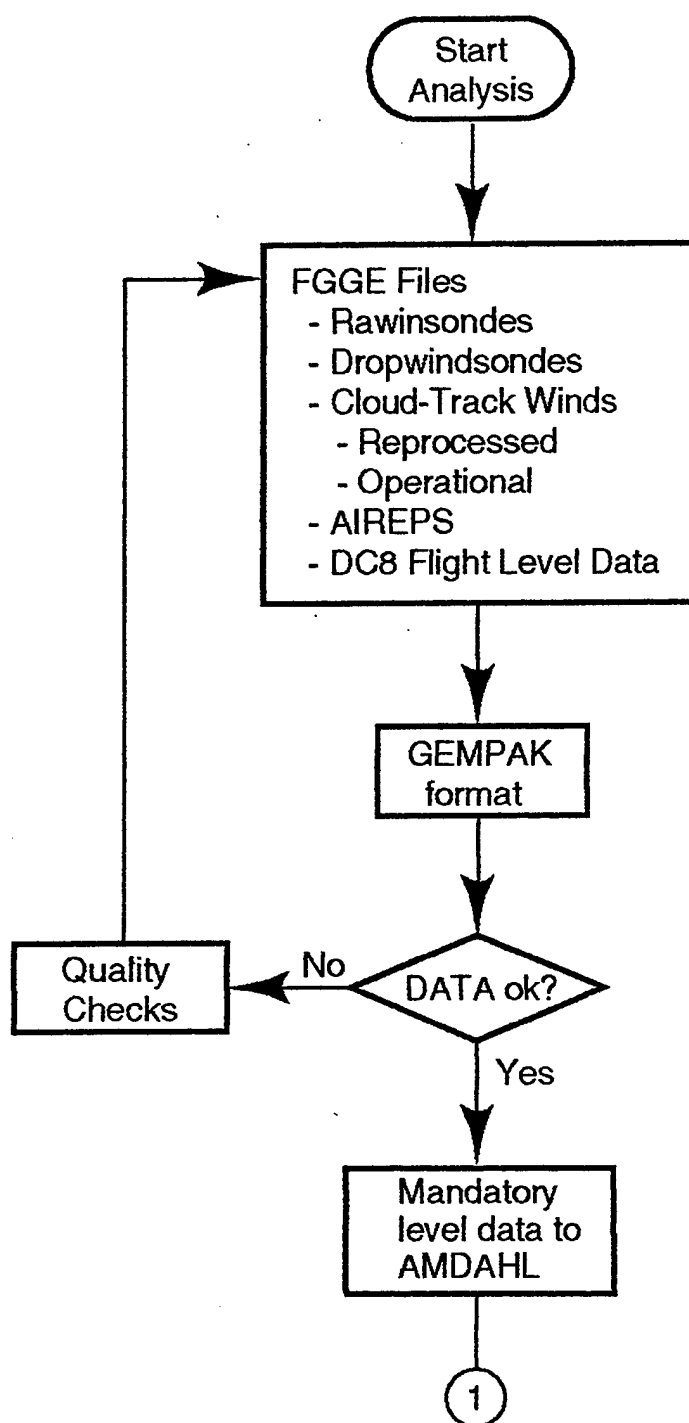 Start
Analysis
FGGE Files
- Rawinsondes
- Dropwindsondes
- Cloud-Track Winds
- Reprocessed
- Operational
- AIREPS
- DC8 Flight Level Data
GEMPAK
format
DATA ok?
No
Quality
Checks
Yes
Mandatory
level data to
AMDAHL
1